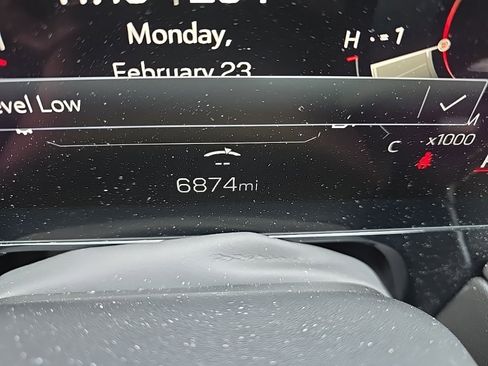 Monday,
H
1
February 23
evel Low
x1000
C
6874mi